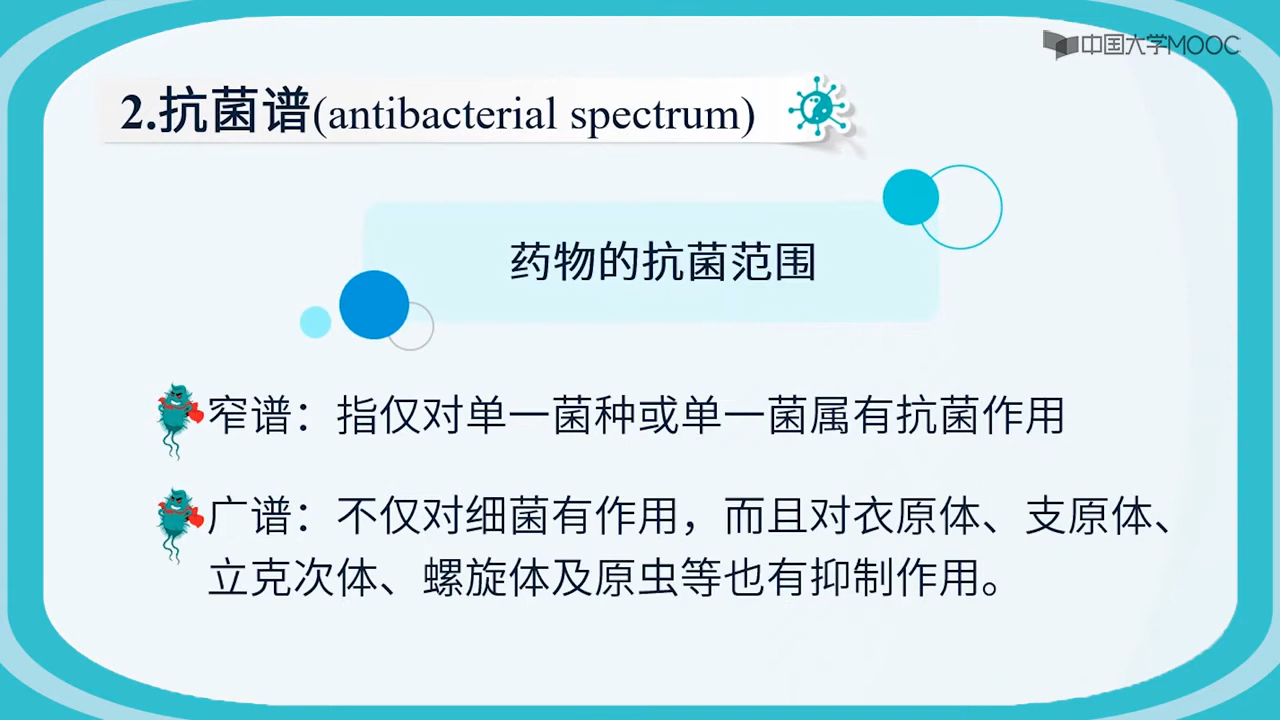 中国大学MOOC
2.抗菌谱(antibacterial spectrum)
药物的抗菌范围
窄谱：指仅对单一菌种或单一菌属有抗菌作用
广谱：不仅对细菌有作用，而且对衣原体、支原体、
立克次体、螺旋体及原虫等也有抑制作用。